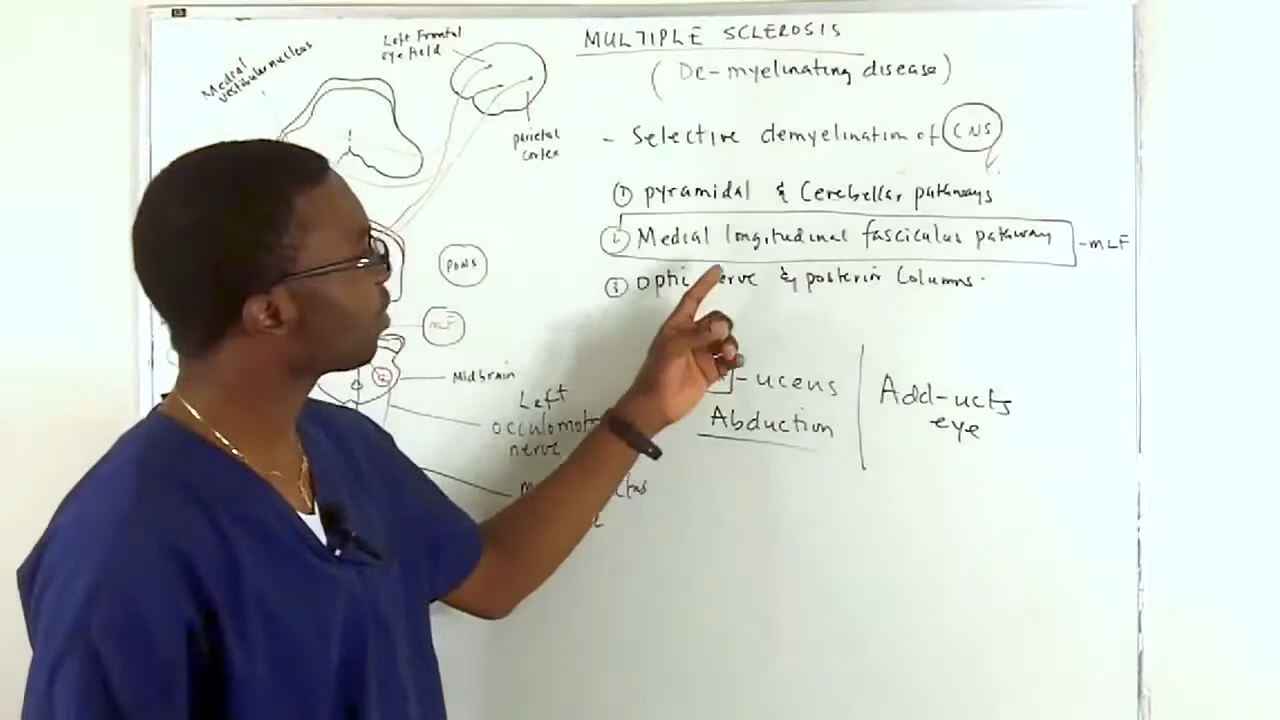 MULTIPLE SCLEROSIS
(De-myelinating disease)
- Selective demyelination of CNS
① pyramidal & Cerebellar pathways
② Medial longitudinal fasciculus pathway - MLF
③ Optic nerve & posterior Columns.
-ucens
Abduction
Add-ucts
eye
Medial
vestibular nucleus
Left Frontal
eye field
parietal
cortex
PONS
MLF
Midbrain
Left
occulomot
nerve